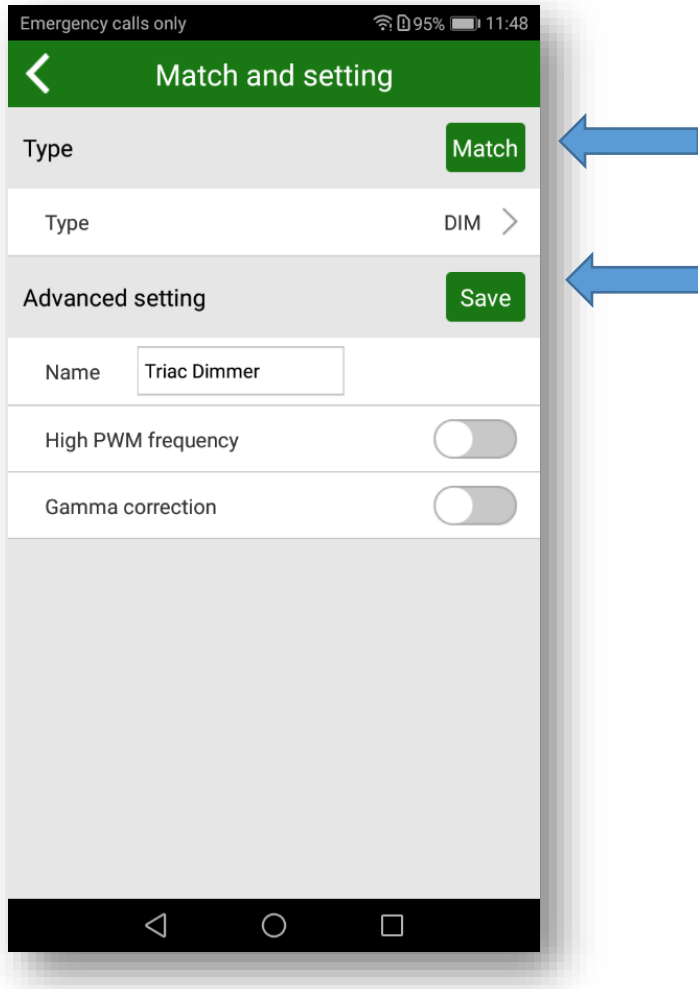 Emergency calls only 95% 11:48
Match and setting
Type Match
Type DIM
Advanced setting Save
Name Triac Dimmer
High PWM frequency
Gamma correction